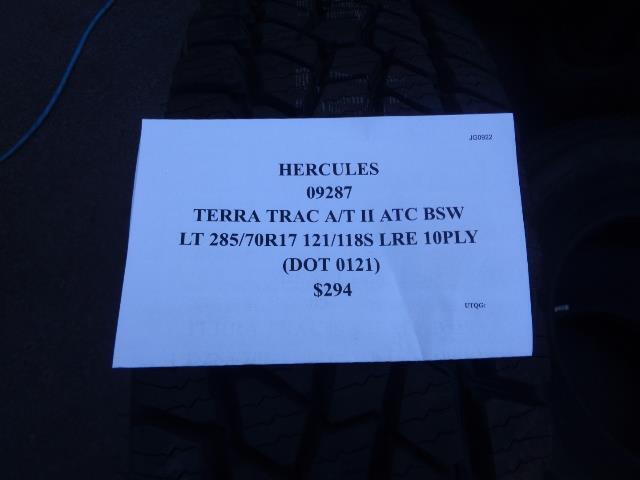 JG0922
HERCULES
09287
TERRA TRAC A/T II ATC BSW
LT 285/70R17 121/118S LRE 10PLY
(DOT 0121)
$294
UTQG: